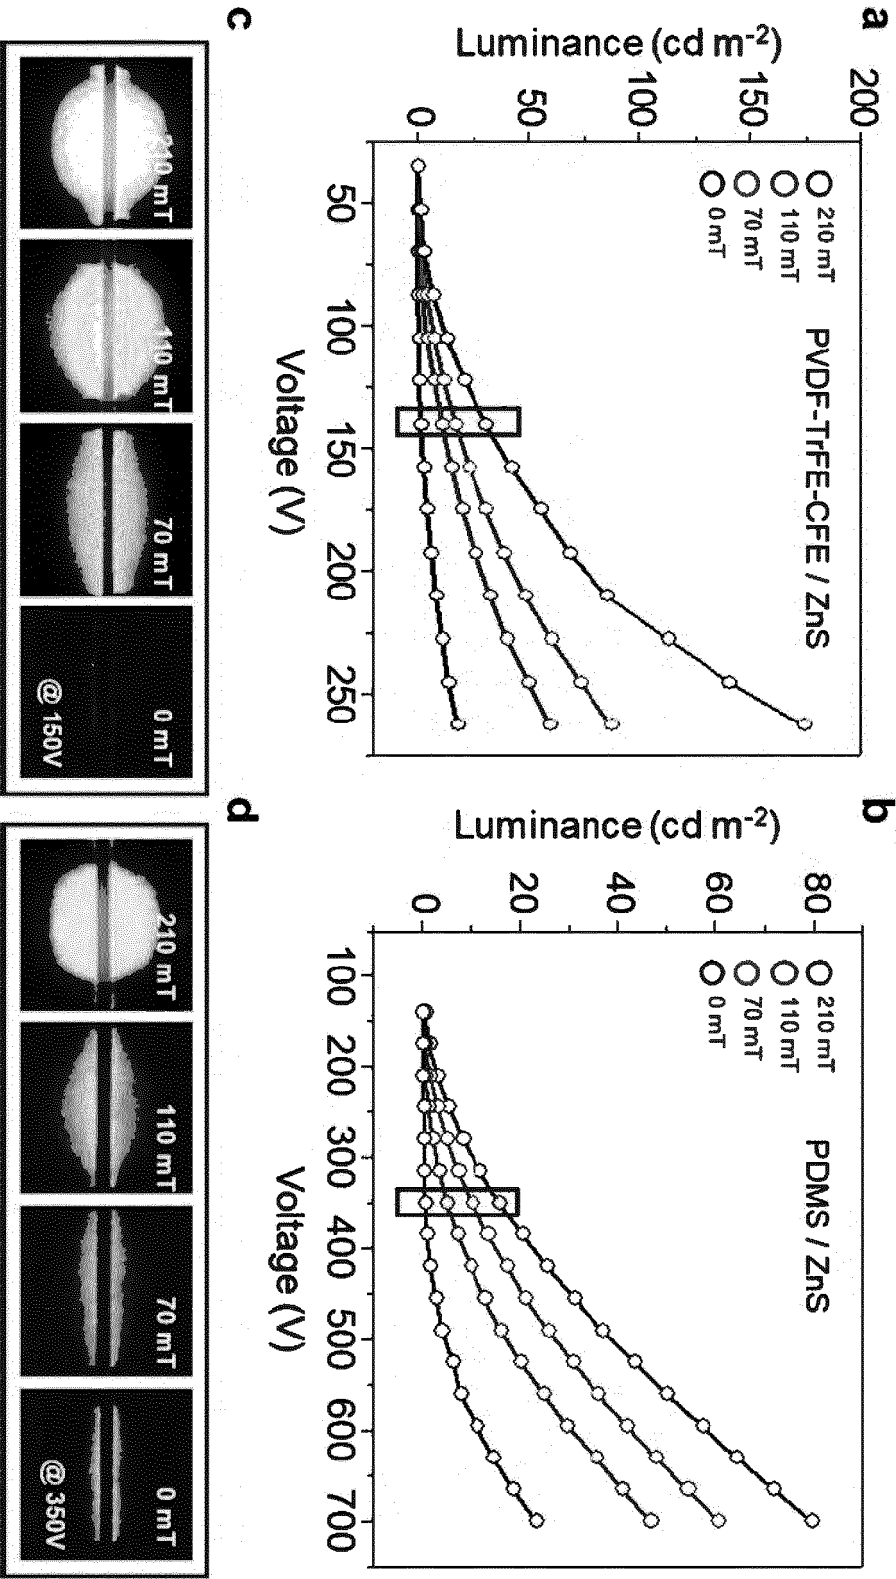 a
Luminance (cd m-2)
200
150
100
50
0
210 mT
110 mT
70 mT
0 mT
PVDF-TrFE-CFE / ZnS
50
100
150
200
250
Voltage (V)
b
Luminance (cd m-2)
80
60
40
20
0
210 mT
110 mT
70 mT
0 mT
PDMS / ZnS
100
200
300
400
500
600
700
Voltage (V)
c
210 mT
110 mT
70 mT
0 mT
@ 150V
d
210 mT
110 mT
70 mT
0 mT
@ 350V